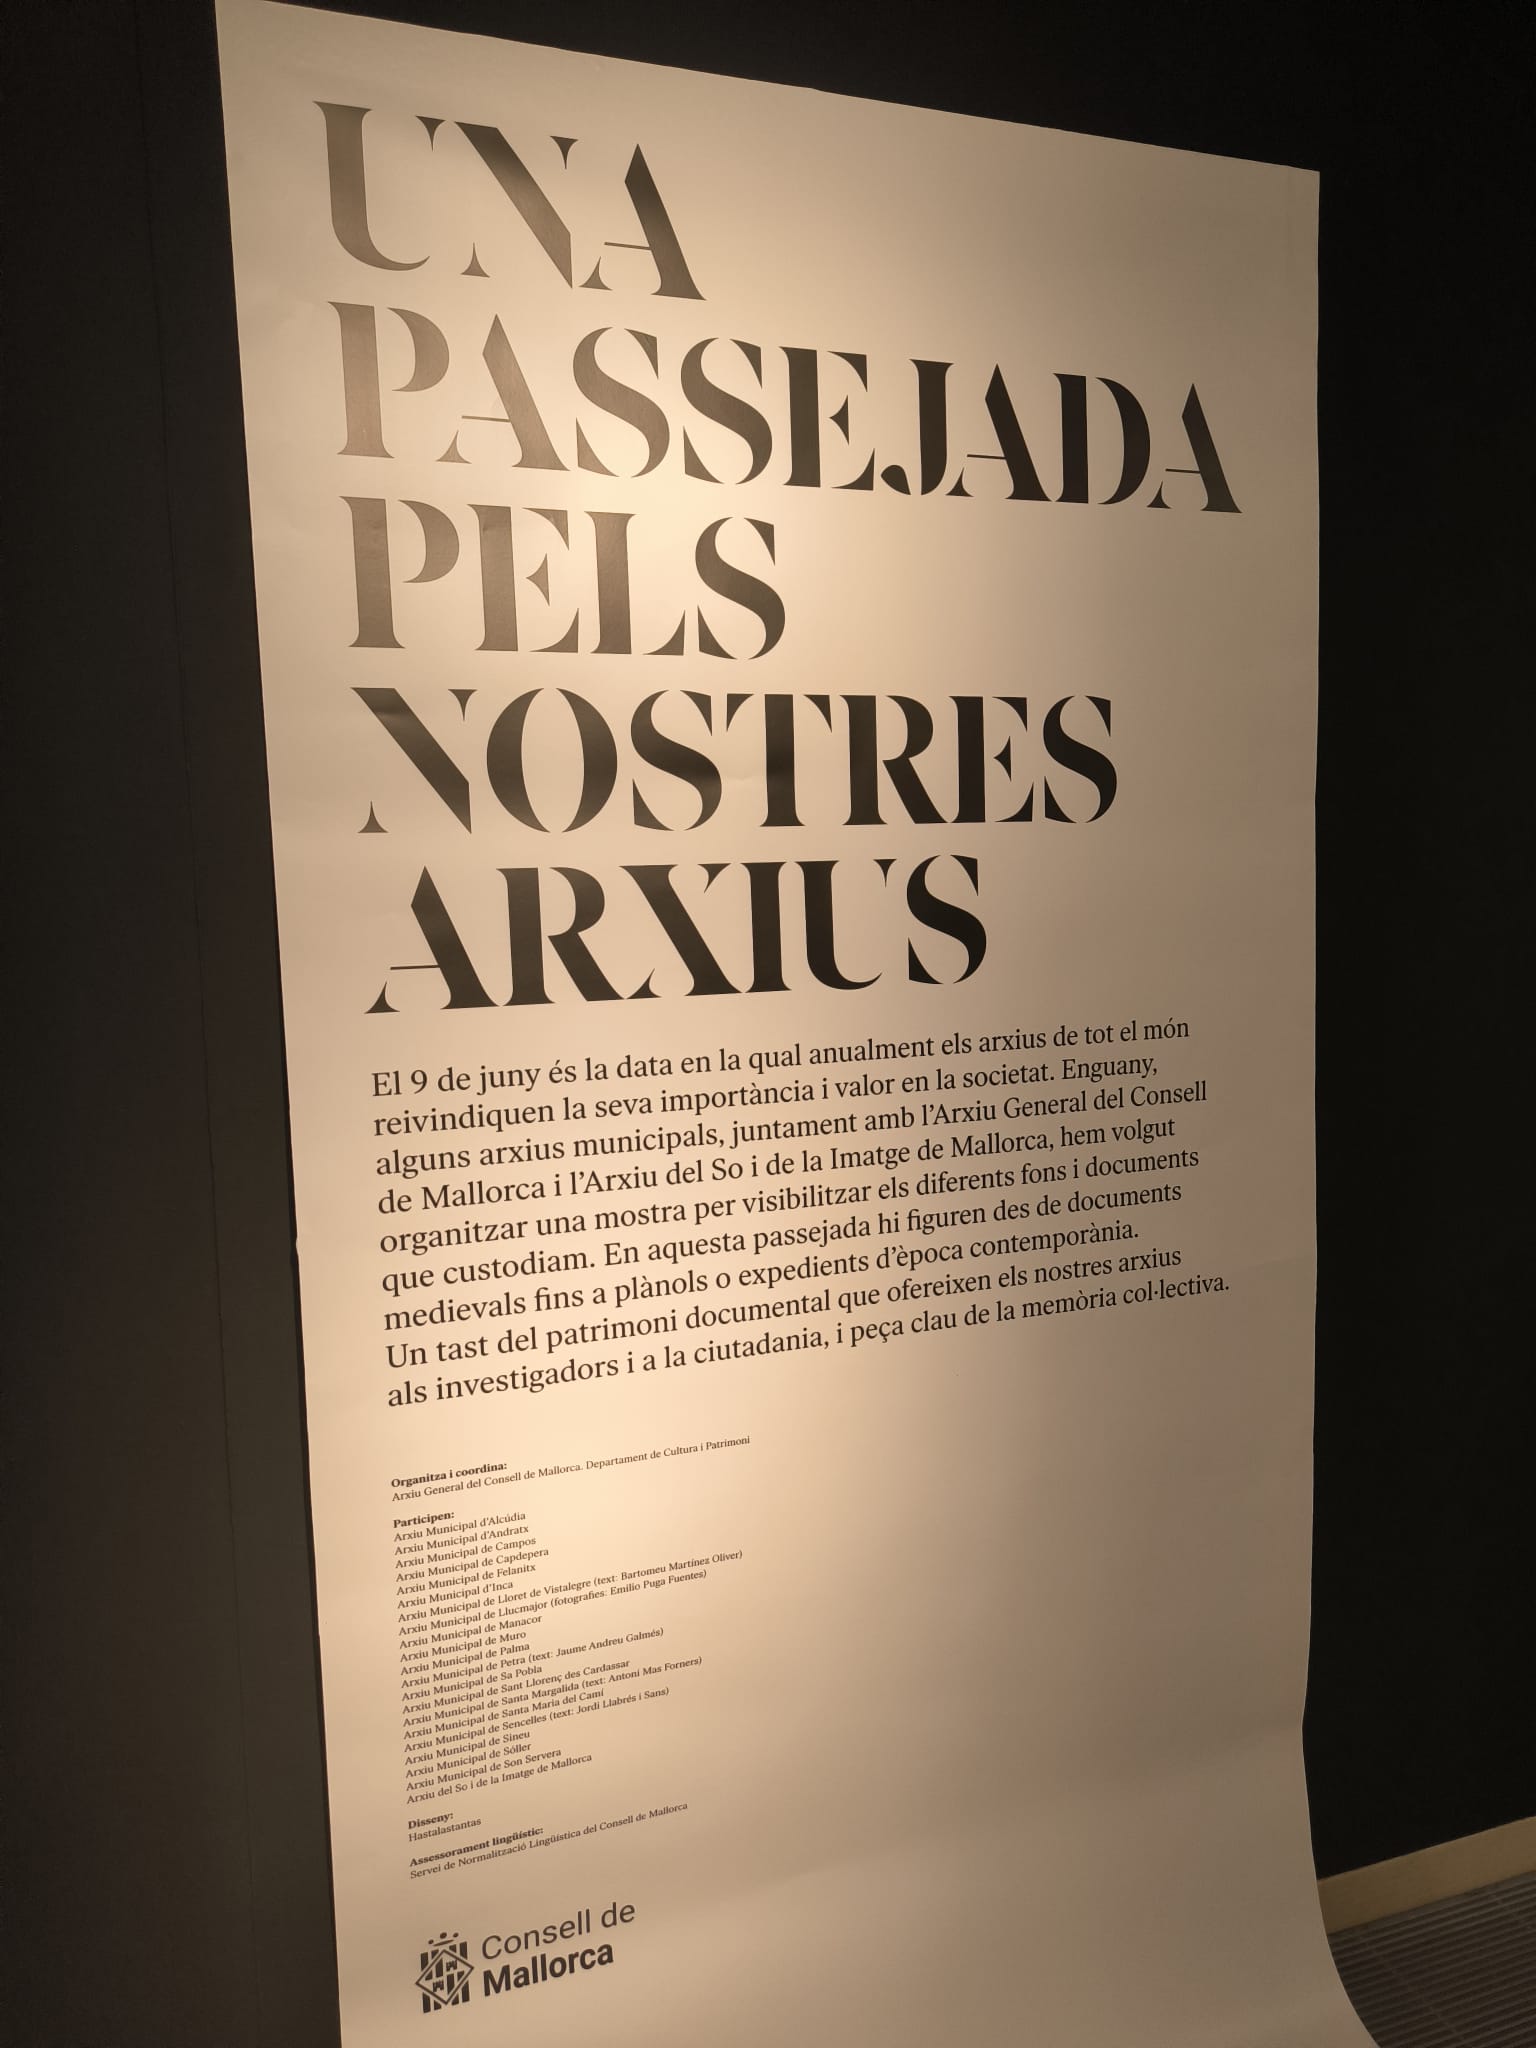 UNA
PASSEJADA
PELS
NOSTRES
ARXIUS
El 9 de juny és la data en la qual anualment els arxius de tot el món
reivindiquen la seva importància i valor en la societat. Enguany,
alguns arxius municipals, juntament amb l'Arxiu General del Consell
de Mallorca i l'Arxiu del So i de la Imatge de Mallorca, hem volgut
organitzar una mostra per visibilitzar els diferents fons i documents
que custodiam. En aquesta passejada hi figuren des de documents
medievals fins a plànols o expedients d'època contemporània.
Un tast del patrimoni documental que ofereixen els nostres arxius
als investigadors i a la ciutadania, i peça clau de la memòria col·lectiva.
Organitza i coordina:
Arxiu General del Consell de Mallorca. Departament de Cultura i Patrimoni
Participen:
Arxiu Municipal d'Alcúdia
Arxiu Municipal d'Andratx
Arxiu Municipal de Campos
Arxiu Municipal de Capdepera
Arxiu Municipal de Felanitx
Arxiu Municipal d'Inca
Arxiu Municipal de Lloret de Vistalegre (text: Bartomeu Martínez Oliver)
Arxiu Municipal de Llucmajor (fotografies: Emilio Puga Fuentes)
Arxiu Municipal de Manacor
Arxiu Municipal de Muro
Arxiu Municipal de Palma
Arxiu Municipal de Petra (text: Jaume Andreu Galmés)
Arxiu Municipal de Sa Pobla
Arxiu Municipal de Sant Llorenç des Cardassar
Arxiu Municipal de Santa Margalida (text: Antoni Mas Forners)
Arxiu Municipal de Santa Maria del Camí
Arxiu Municipal de Sencelles (text: Jordi Llabrés i Sans)
Arxiu Municipal de Sineu
Arxiu Municipal de Sóller
Arxiu Municipal de Son Servera
Arxiu del So i de la Imatge de Mallorca
Disseny:
Hastalastantas
Assessorament lingüístic:
Servei de Normalització Lingüística del Consell de Mallorca
Consell de
Mallorca